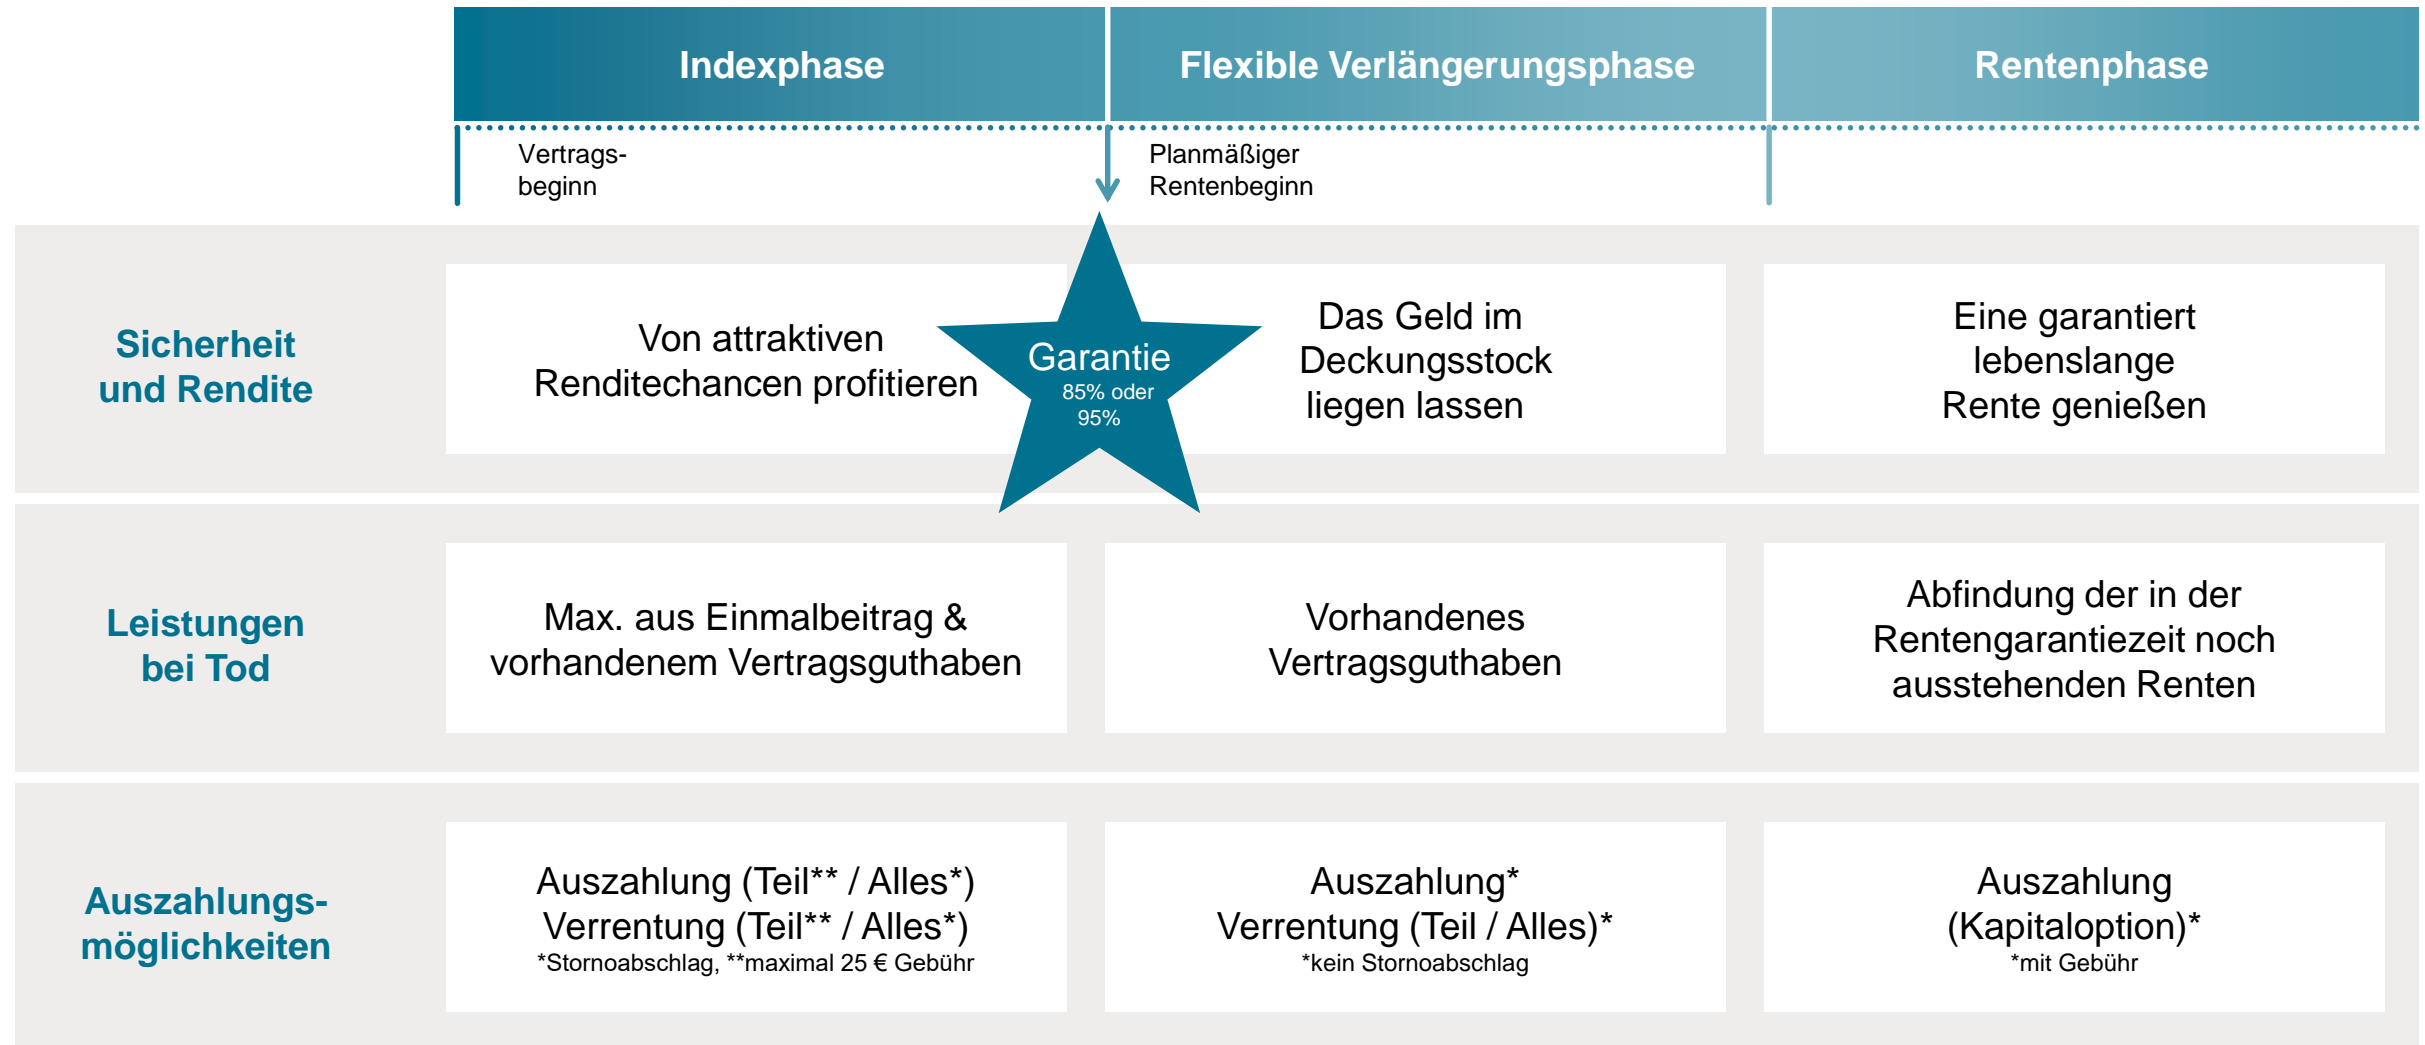 Indexphase
Flexible Verlängerungsphase
Rentenphase
Vertrags-
beginn
Planmäßiger
Rentenbeginn
Sicherheit
und Rendite
Von attraktiven
Renditechancen profitieren
Garantie
85% oder
95%
Das Geld im
Deckungsstock
liegen lassen
Eine garantiert
lebenslange
Rente genießen
Leistungen
bei Tod
Max. aus Einmalbeitrag &
vorhandenem Vertragsguthaben
Vorhandenes
Vertragsguthaben
Abfindung der in der
Rentengarantiezeit noch
ausstehenden Renten
Auszahlungs-
möglichkeiten
Auszahlung (Teil** / Alles*)
Verrentung (Teil** / Alles*)
*Stornoabschlag, **maximal 25 € Gebühr
Auszahlung*
Verrentung (Teil / Alles)*
*kein Stornoabschlag
Auszahlung
(Kapitaloption)*
*mit Gebühr